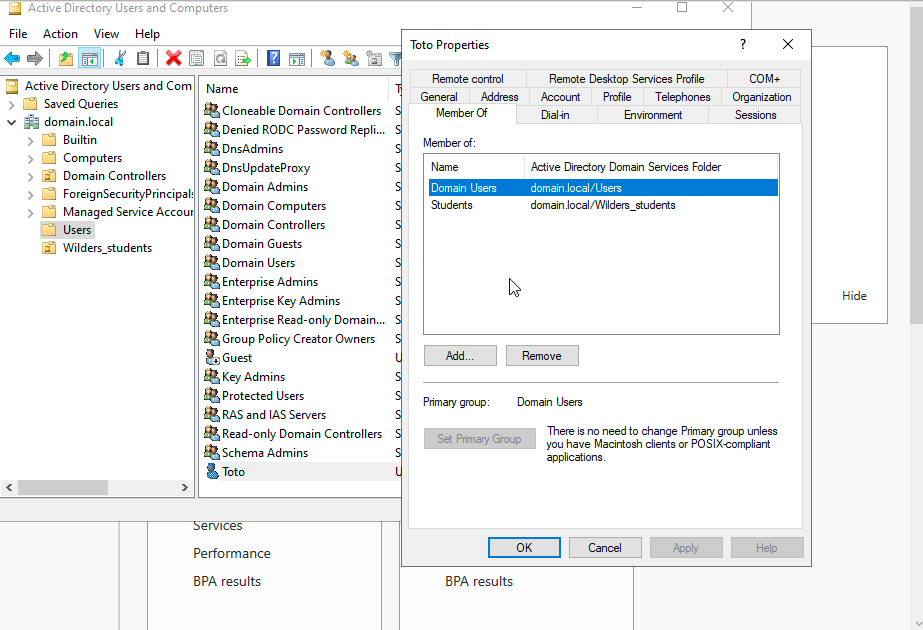 Active Directory Users and Computers
File Action View Help
Active Directory Users and Com
Saved Queries
domain.local
Builtin
Computers
Domain Controllers
ForeignSecurityPrincipals
Managed Service Accour
Users
Wilders_students
Name T
Cloneable Domain Controllers S
Denied RODC Password Repli... S
DnsAdmins S
DnsUpdateProxy S
Domain Admins S
Domain Computers S
Domain Controllers S
Domain Guests S
Domain Users S
Enterprise Admins S
Enterprise Key Admins S
Enterprise Read-only Domain... S
Group Policy Creator Owners S
Guest U
Key Admins S
Protected Users S
RAS and IAS Servers S
Read-only Domain Controllers S
Schema Admins S
Toto U
Toto Properties
Remote control Remote Desktop Services Profile COM+
General Address Account Profile Telephones Organization
Member Of Dial-in Environment Sessions
Member of:
Name Active Directory Domain Services Folder
Domain Users domain.local/Users
Students domain.local/Wilders_students
Add... Remove
Primary group: Domain Users
Set Primary Group
There is no need to change Primary group unless
you have Macintosh clients or POSIX-compliant
applications.
OK Cancel Apply Help
Hide
Services
Performance
BPA results
BPA results